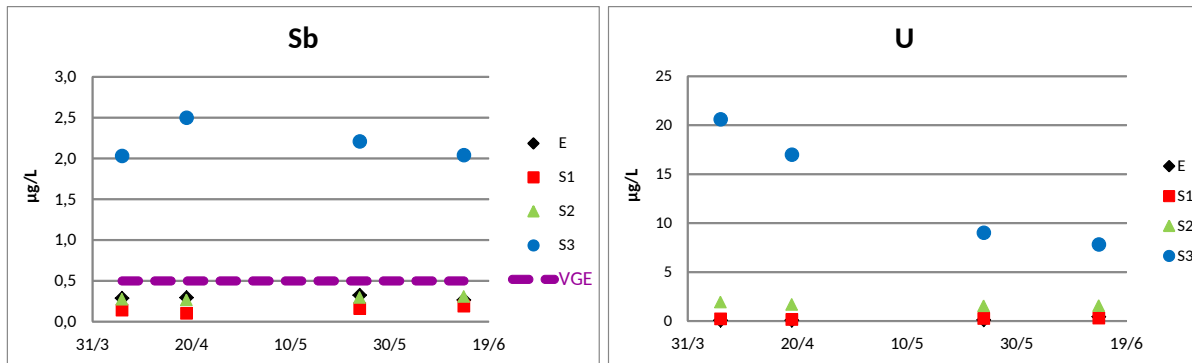 Sb
3,0
2,5
2,0
1,5
1,0
0,5
0,0
µg/L
31/3 20/4 10/5 30/5 19/6
E
S1
S2
S3
VGE
U
25
20
15
10
5
0
µg/L
31/3 20/4 10/5 30/5 19/6
E
S1
S2
S3